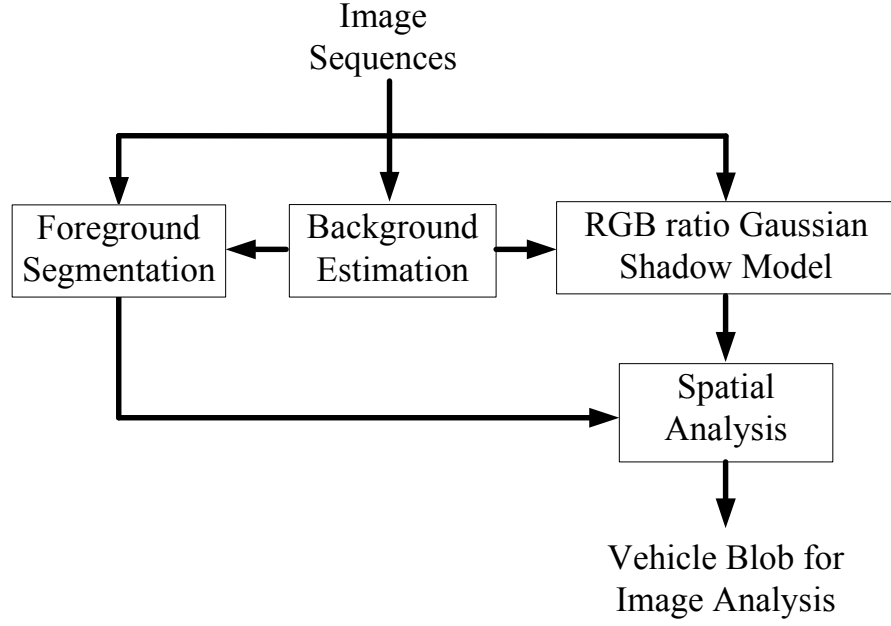 Image
Sequences
Foreground
Segmentation
Background
Estimation
RGB ratio Gaussian
Shadow Model
Spatial
Analysis
Vehicle Blob for
Image Analysis